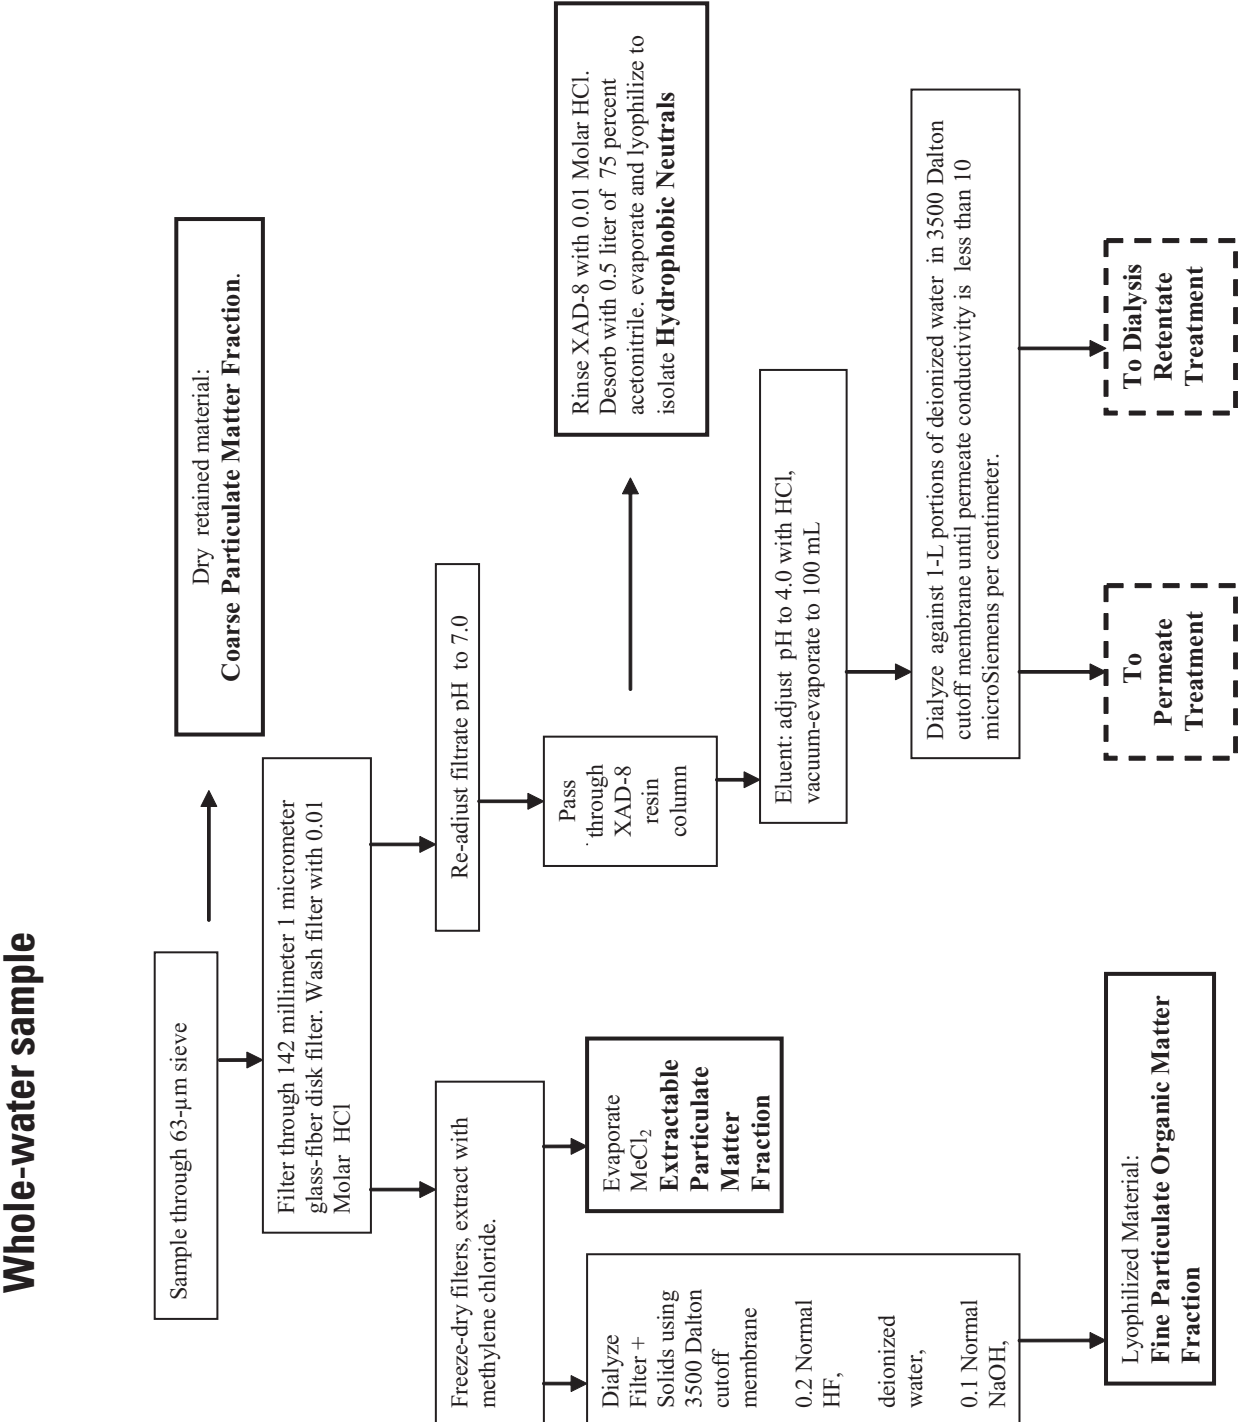 Whole-water sample
Sample through 63-μm sieve
Dry retained material:
Coarse Particulate Matter Fraction.
Filter through 142 millimeter 1 micrometer
glass-fiber disk filter. Wash filter with 0.01
Molar HCl
Freeze-dry filters, extract with
methylene chloride.
Re-adjust filtrate pH to 7.0
Pass
through
XAD-8
resin
column
Rinse XAD-8 with 0.01 Molar HCl.
Desorb with 0.5 liter of 75 percent
acetonitrile. evaporate and lyophilize to
isolate Hydrophobic Neutrals
Evaporate
MeCl₂
Extractable
Particulate
Matter
Fraction
Dialyze
Filter +
Solids using
3500 Dalton
cutoff
membrane
0.2 Normal
HF,
deionized
water,
0.1 Normal
NaOH,
Eluent: adjust pH to 4.0 with HCl,
vacuum-evaporate to 100 mL
Dialyze against 1-L portions of deionized water in 3500 Dalton
cutoff membrane until permeate conductivity is less than 10
microSiemens per centimeter.
Lyophilized Material:
Fine Particulate Organic Matter
Fraction
To
Permeate
Treatment
To Dialysis
Retentate
Treatment